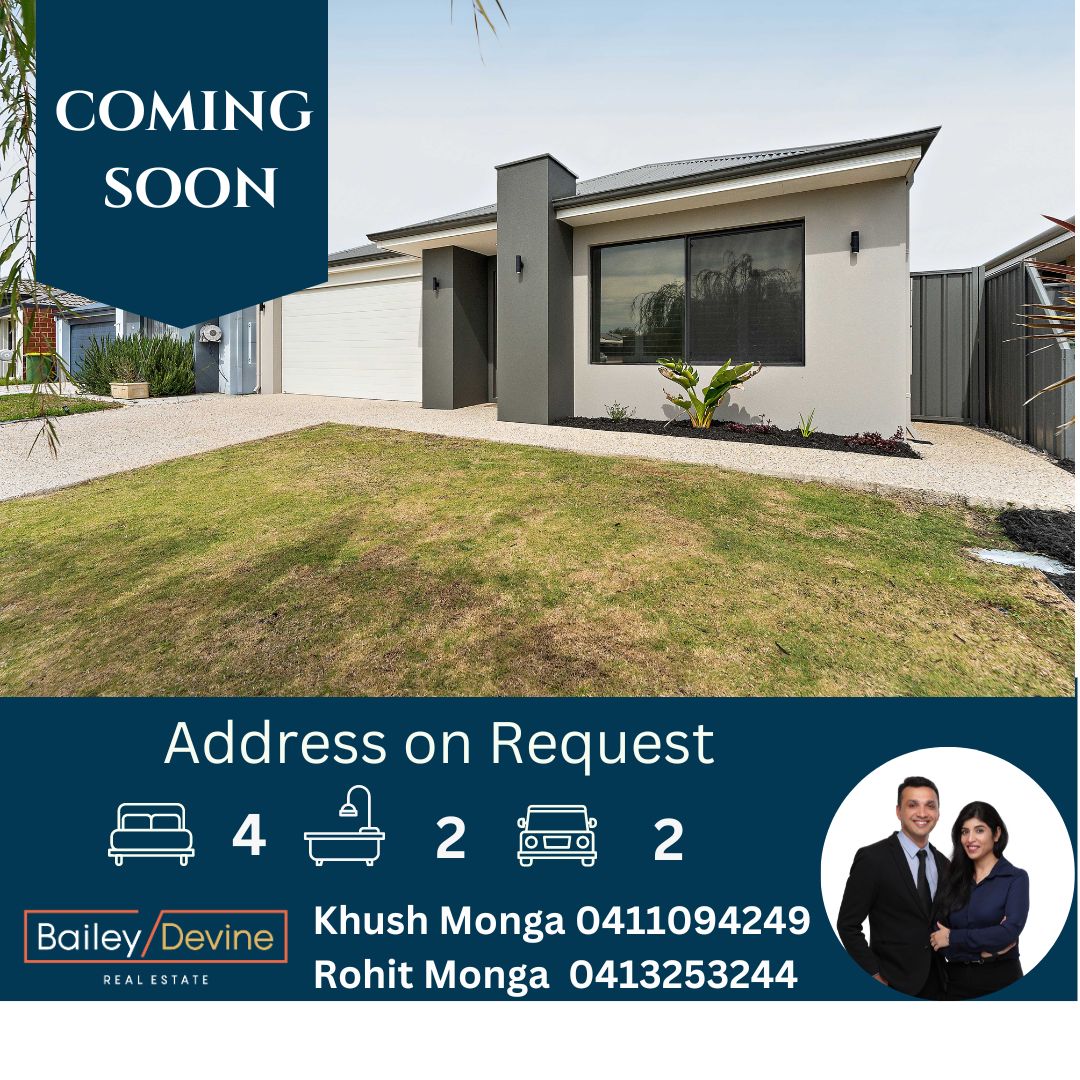 COMING
SOON
Address on Request
4 2 2
Bailey/Devine
REAL ESTATE
Khush Monga 0411094249
Rohit Monga 0413253244